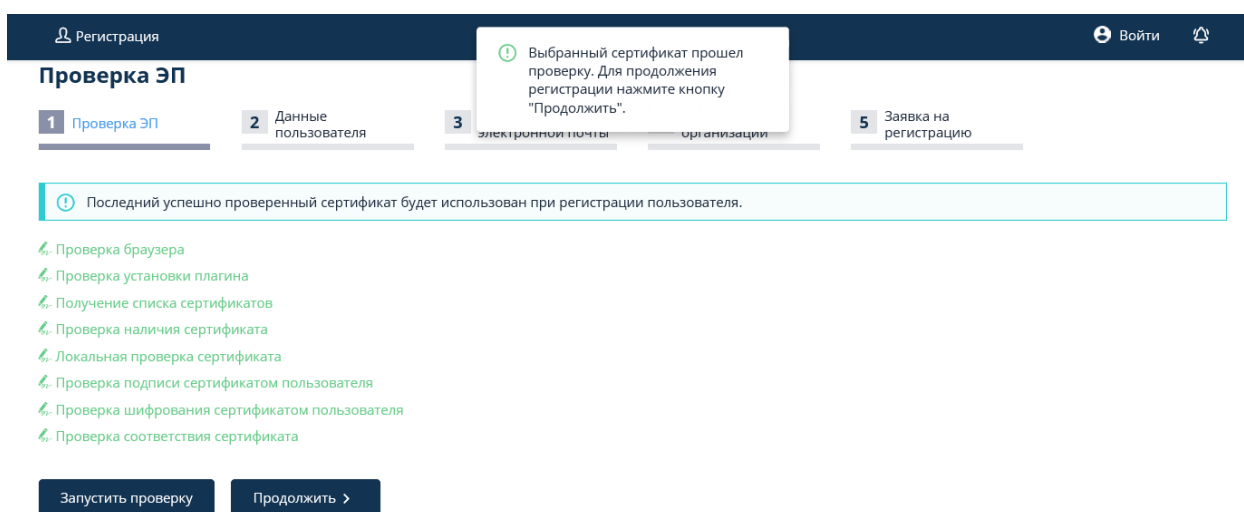 Регистрация
Войти
Выбранный сертификат прошел
проверку. Для продолжения
регистрации нажмите кнопку
"Продолжить".
Проверка ЭП
1 Проверка ЭП
2 Данные
пользователя
3
электронной почты
организации
5 Заявка на
регистрацию
Последний успешно проверенный сертификат будет использован при регистрации пользователя.
Проверка браузера
Проверка установки плагина
Получение списка сертификатов
Проверка наличия сертификата
Локальная проверка сертификата
Проверка подписи сертификатом пользователя
Проверка шифрования сертификатом пользователя
Проверка соответствия сертификата
Запустить проверку
Продолжить